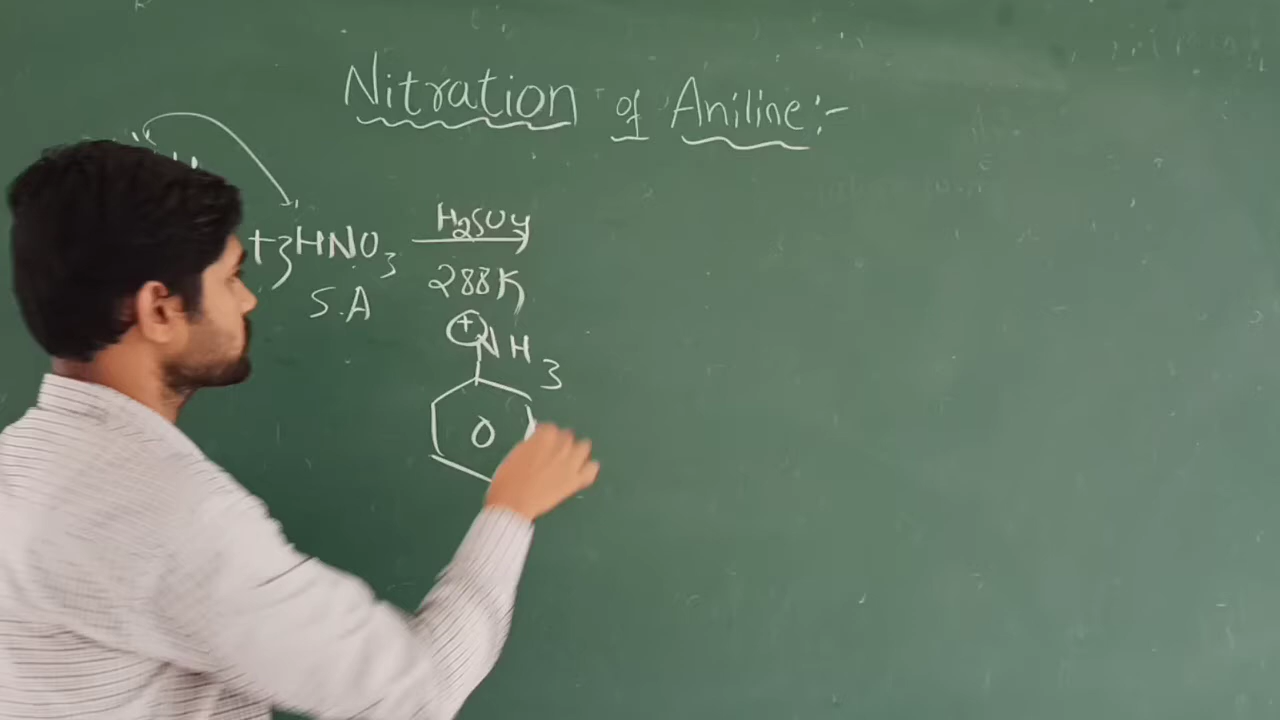 Nitration of Aniline :-
+ 3HNO3 H2SO4
S.A 288K
+NH3